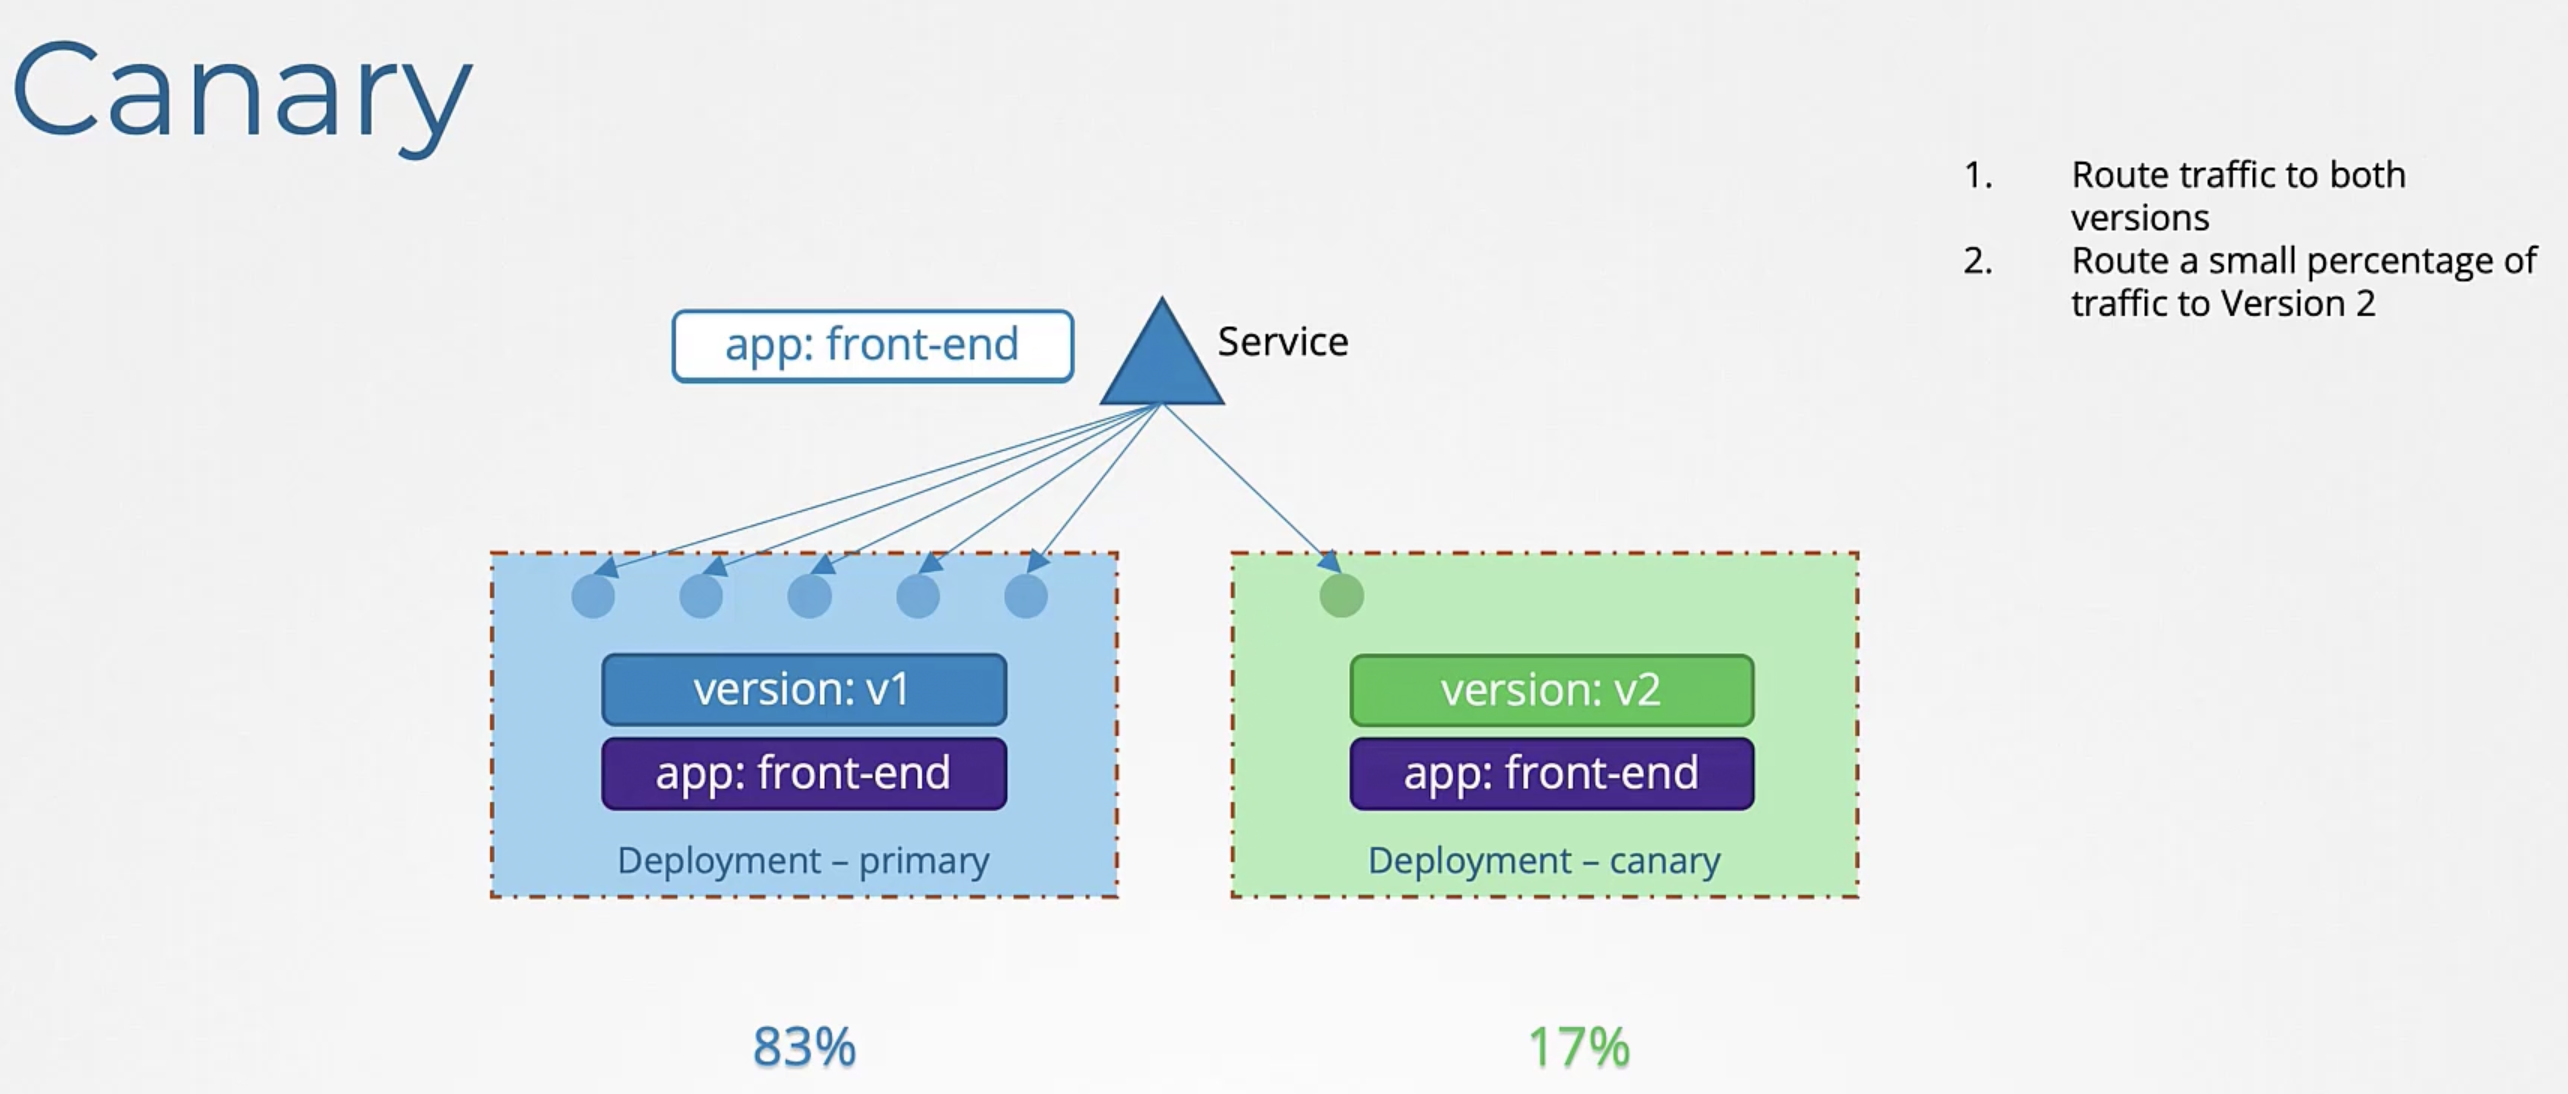 Canary
1. Route traffic to both
versions
2. Route a small percentage of
traffic to Version 2
app: front-end
Service
version: v1
app: front-end
Deployment – primary
version: v2
app: front-end
Deployment – canary
83%
17%